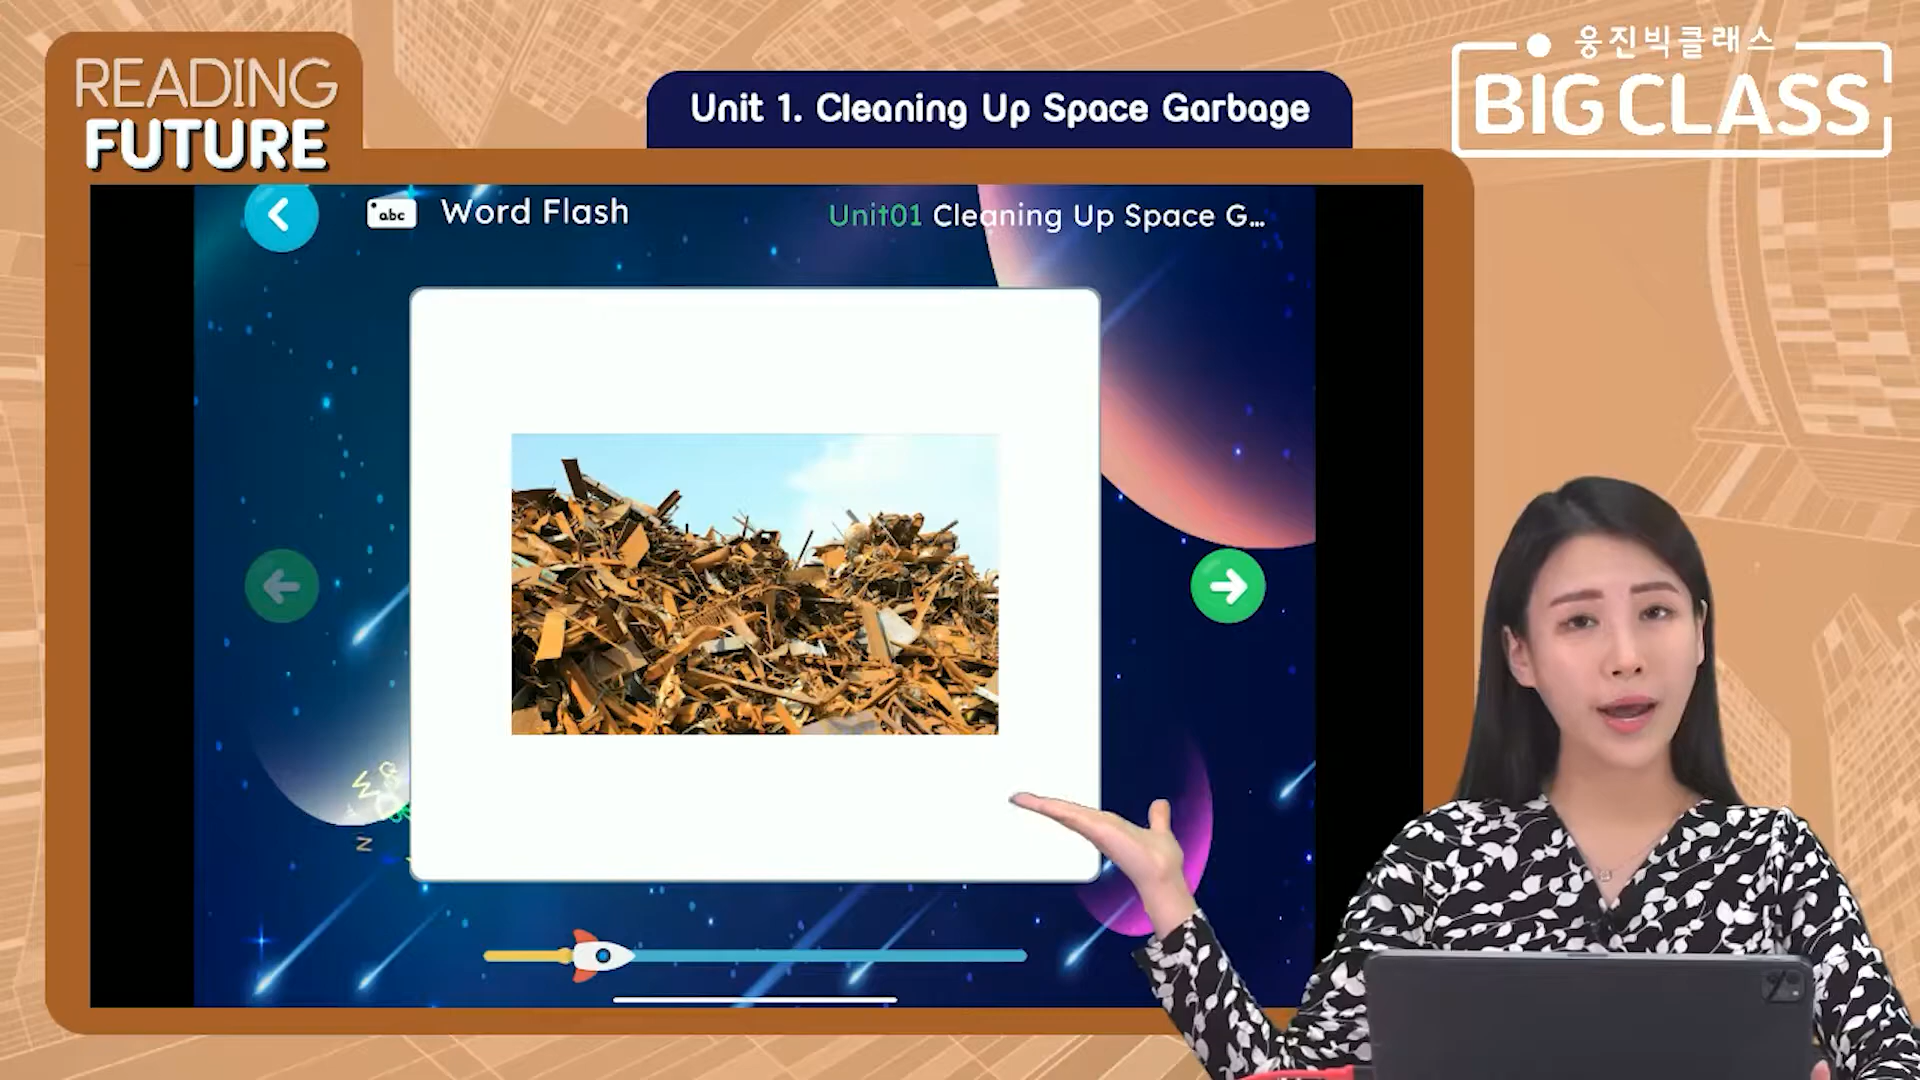 READING
FUTURE
Unit 1. Cleaning Up Space Garbage
웅진빅클래스
BIG CLASS
abc
Word Flash
Unit01 Cleaning Up Space G...
N